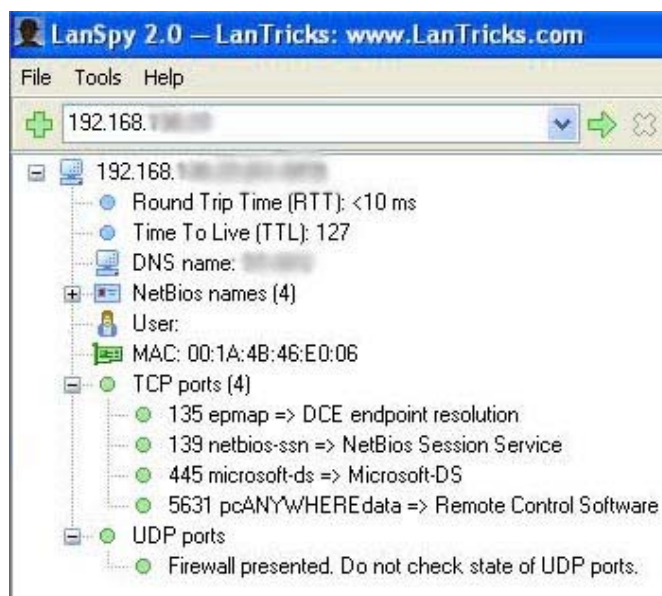 LanSpy 2.0 — LanTricks: www.LanTricks.com
File Tools Help
192.168.
192.168.
Round Trip Time (RTT): <10 ms
Time To Live (TTL): 127
DNS name:
NetBios names (4)
User:
MAC: 00:1A:4B:46:E0:06
TCP ports (4)
135 epmap => DCE endpoint resolution
139 netbios-ssn => NetBios Session Service
445 microsoft-ds => Microsoft-DS
5631 pcANYWHEREdata => Remote Control Software
UDP ports
Firewall presented. Do not check state of UDP ports.